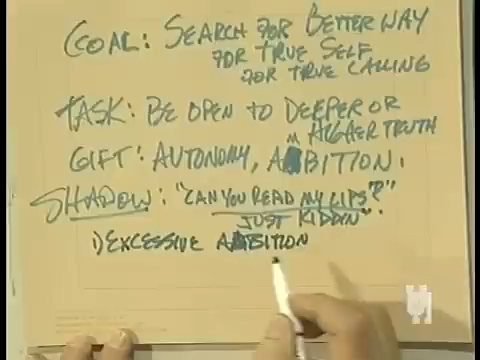 GOAL: SEARCH FOR BETTER WAY
FOR TRUE SELF
FOR TRUE CALLING
TASK: BE OPEN TO DEEPER OR
HIGHER TRUTH
GIFT: AUTONOMY, AMBITION.
SHADOW: "CAN YOU READ MY LIPS?"
JUST KIDDIN".
1) EXCESSIVE AMBITION